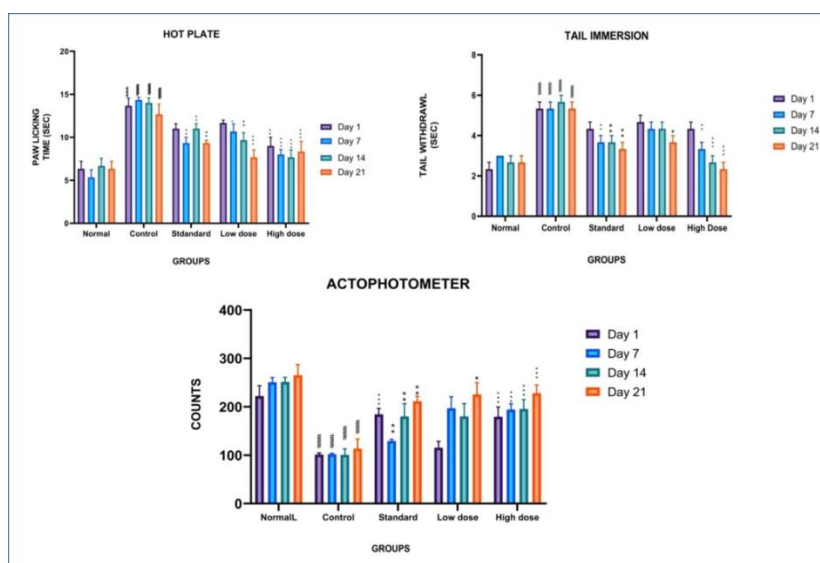 HOT PLATE
20
15
10
5
0
PAW LICKING
TIME (SEC)
Normal
Control
Stdandard
Low dose
High dose
GROUPS
Day 1
Day 7
Day 14
Day 21
TAIL IMMERSION
8
6
4
2
0
TAIL WITHDRAWL
(SEC)
Normal
Control
Standard
Low dose
High Dose
GROUPS
Day 1
Day 7
Day 14
Day 21
ACTOPHOTOMETER
400
300
200
100
0
COUNTS
NormalL
Control
Standard
Low dose
High dose
GROUPS
Day 1
Day 7
Day 14
Day 21